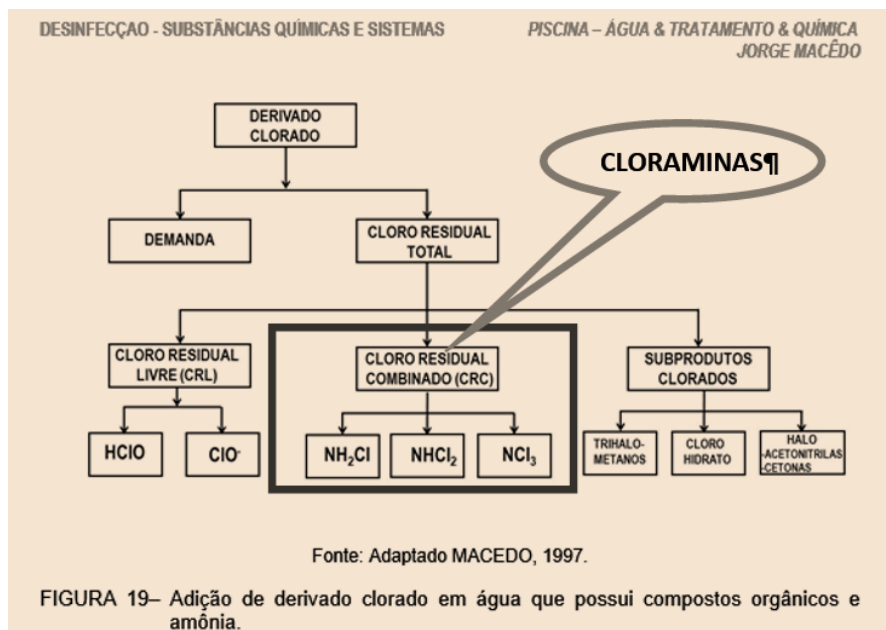 DESINFECÇAO - SUBSTÂNCIAS QUÍMICAS E SISTEMAS
PISCINA – ÁGUA & TRATAMENTO & QUÍMICA
JORGE MACÊDO
DERIVADO
CLORADO
CLORAMINAS¶
DEMANDA
CLORO RESIDUAL
TOTAL
CLORO RESIDUAL
LIVRE (CRL)
CLORO RESIDUAL
COMBINADO (CRC)
SUBPRODUTOS
CLORADOS
HClO
ClO-
NH₂Cl
NHCl₂
NCl₃
TRIHALO-
METANOS
CLORO
HIDRATO
HALO
-ACETONITRILAS
-CETONAS
Fonte: Adaptado MACEDO, 1997.
FIGURA 19– Adição de derivado clorado em água que possui compostos orgânicos e
amônia.